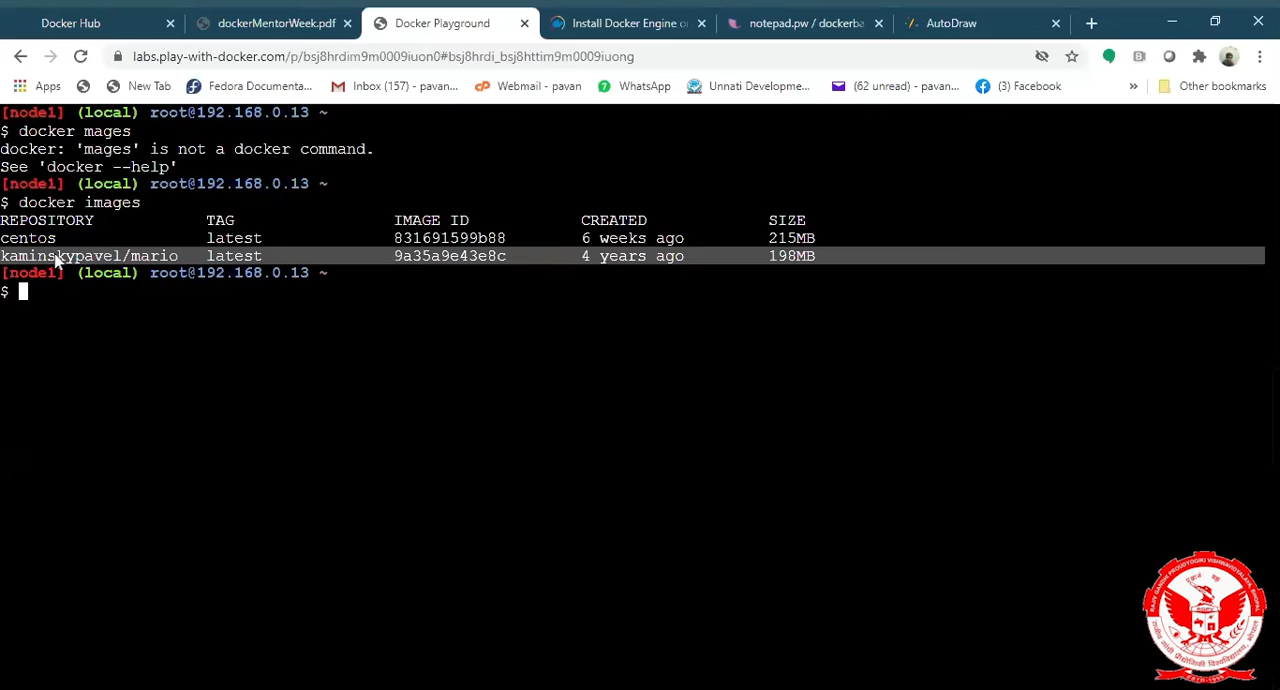 Docker Hub
dockerMentorWeek.pdf
Docker Playground
Install Docker Engine o
notepad.pw / dockerba
AutoDraw
labs.play-with-docker.com/p/bsj8hrdim9m0009iuon0#bsj8hrdi_bsj8httim9m0009iuong
Apps
New Tab
Fedora Documenta...
Inbox (157) - pavan...
Webmail - pavan
WhatsApp
Unnati Developme...
(62 unread) - pavan...
(3) Facebook
»
Other bookmarks
[node1] (local) root@192.168.0.13 ~
$ docker mages
docker: 'mages' is not a docker command.
See 'docker --help'
[node1] (local) root@192.168.0.13 ~
$ docker images
REPOSITORY TAG IMAGE ID CREATED SIZE
centos latest 831691599b88 6 weeks ago 215MB
kaminskypavel/mario latest 9a35a9e43e8c 4 years ago 198MB
[node1] (local) root@192.168.0.13 ~
$
RAJIV GANDHI PROUDYOGIKI VISHWAVIDYALAYA, BHOPAL